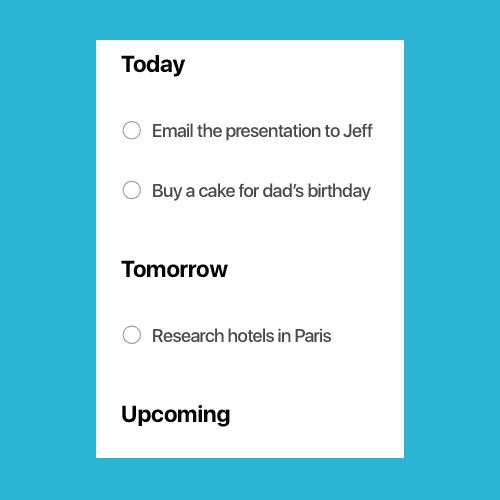 Today
Email the presentation to Jeff
Buy a cake for dad’s birthday
Tomorrow
Research hotels in Paris
Upcoming